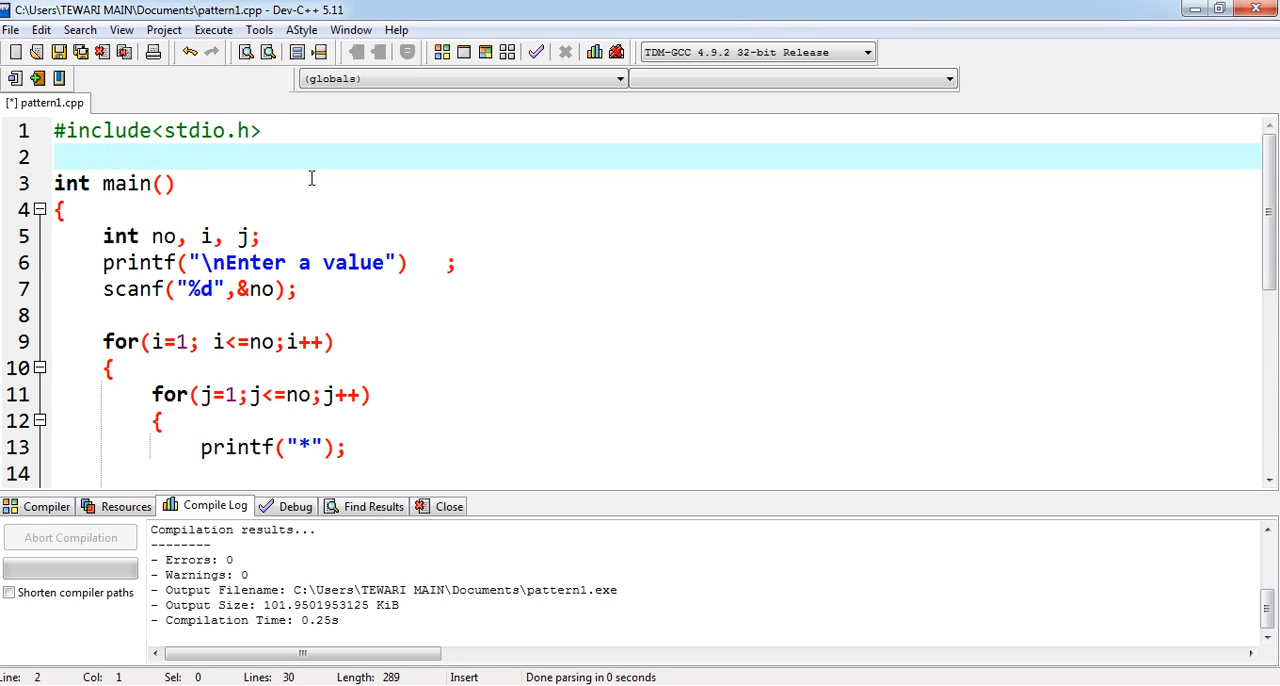 C:\Users\TEWARI MAIN\Documents\pattern1.cpp - Dev-C++ 5.11
File Edit Search View Project Execute Tools AStyle Window Help
TDM-GCC 4.9.2 32-bit Release
(globals)
[*] pattern1.cpp
1 #include<stdio.h>
2
3 int main()
4 {
5 int no, i, j;
6 printf("\nEnter a value") ;
7 scanf("%d",&no);
8
9 for(i=1; i<=no;i++)
10 {
11 for(j=1;j<=no;j++)
12 {
13 printf("*");
14
Compiler Resources Compile Log Debug Find Results Close
Abort Compilation
Shorten compiler paths
Compilation results...
--------
- Errors: 0
- Warnings: 0
- Output Filename: C:\Users\TEWARI MAIN\Documents\pattern1.exe
- Output Size: 101.9501953125 KiB
- Compilation Time: 0.25s
Line: 2 Col: 1 Sel: 0 Lines: 30 Length: 289 Insert Done parsing in 0 seconds